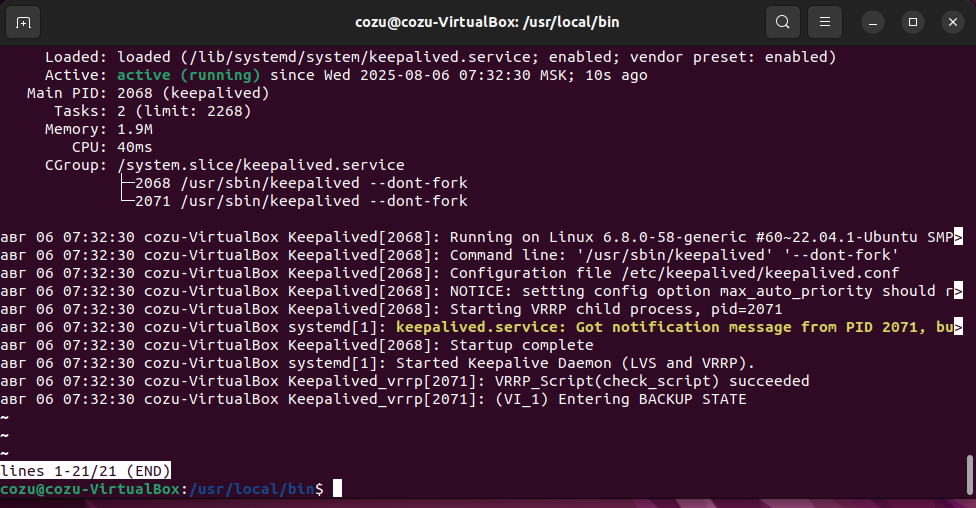 cozu@cozu-VirtualBox: /usr/local/bin
Loaded: loaded (/lib/systemd/system/keepalived.service; enabled; vendor preset: enabled)
Active: active (running) since Wed 2025-08-06 07:32:30 MSK; 10s ago
Main PID: 2068 (keepalived)
Tasks: 2 (limit: 2268)
Memory: 1.9M
CPU: 40ms
CGroup: /system.slice/keepalived.service
├─2068 /usr/sbin/keepalived --dont-fork
└─2071 /usr/sbin/keepalived --dont-fork
авг 06 07:32:30 cozu-VirtualBox Keepalived[2068]: Running on Linux 6.8.0-58-generic #60~22.04.1-Ubuntu SMP>
авг 06 07:32:30 cozu-VirtualBox Keepalived[2068]: Command line: '/usr/sbin/keepalived' '--dont-fork'
авг 06 07:32:30 cozu-VirtualBox Keepalived[2068]: Configuration file /etc/keepalived/keepalived.conf
авг 06 07:32:30 cozu-VirtualBox Keepalived[2068]: NOTICE: setting config option max_auto_priority should r>
авг 06 07:32:30 cozu-VirtualBox Keepalived[2068]: Starting VRRP child process, pid=2071
авг 06 07:32:30 cozu-VirtualBox systemd[1]: keepalived.service: Got notification message from PID 2071, bu>
авг 06 07:32:30 cozu-VirtualBox Keepalived[2068]: Startup complete
авг 06 07:32:30 cozu-VirtualBox systemd[1]: Started Keepalive Daemon (LVS and VRRP).
авг 06 07:32:30 cozu-VirtualBox Keepalived_vrrp[2071]: VRRP_Script(check_script) succeeded
авг 06 07:32:30 cozu-VirtualBox Keepalived_vrrp[2071]: (VI_1) Entering BACKUP STATE
~
~
~
lines 1-21/21 (END)
cozu@cozu-VirtualBox:/usr/local/bin$